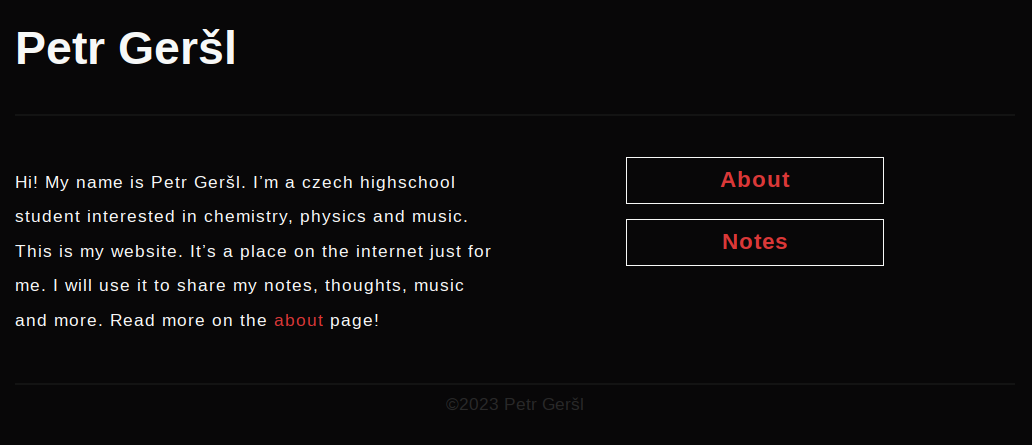 Petr Geršl
Hi! My name is Petr Geršl. I’m a czech highschool
student interested in chemistry, physics and music.
This is my website. It’s a place on the internet just for
me. I will use it to share my notes, thoughts, music
and more. Read more on the about page!
About
Notes
©2023 Petr Geršl